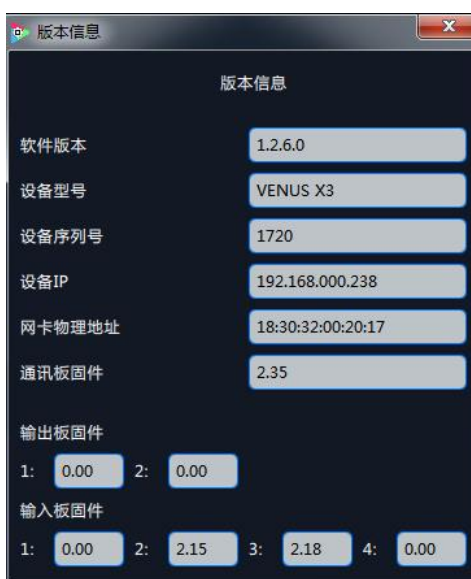 版本信息
版本信息
软件版本 1.2.6.0
设备型号 VENUS X3
设备序列号 1720
设备IP 192.168.000.238
网卡物理地址 18:30:32:00:20:17
通讯板固件 2.35
输出板固件
1: 0.00 2: 0.00
输入板固件
1: 0.00 2: 2.15 3: 2.18 4: 0.00